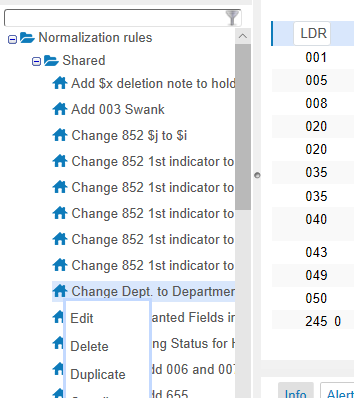 Normalization rules
Shared
Add $x deletion note to hold
Add 003 Swank
Change 852 $j to $i
Change 852 1st indicator to
Change 852 1st indicator to
Change 852 1st indicator to
Change 852 1st indicator to
Change 852 1st indicator to
Change Dept. to Departmer
Edit
anted Fields in
Delete
ng Status for H
Duplicate
dd 006 and 007
dd 655
LDR
001
005
008
020
020
035
035
040
043
049
050
245 0
Info
Alert